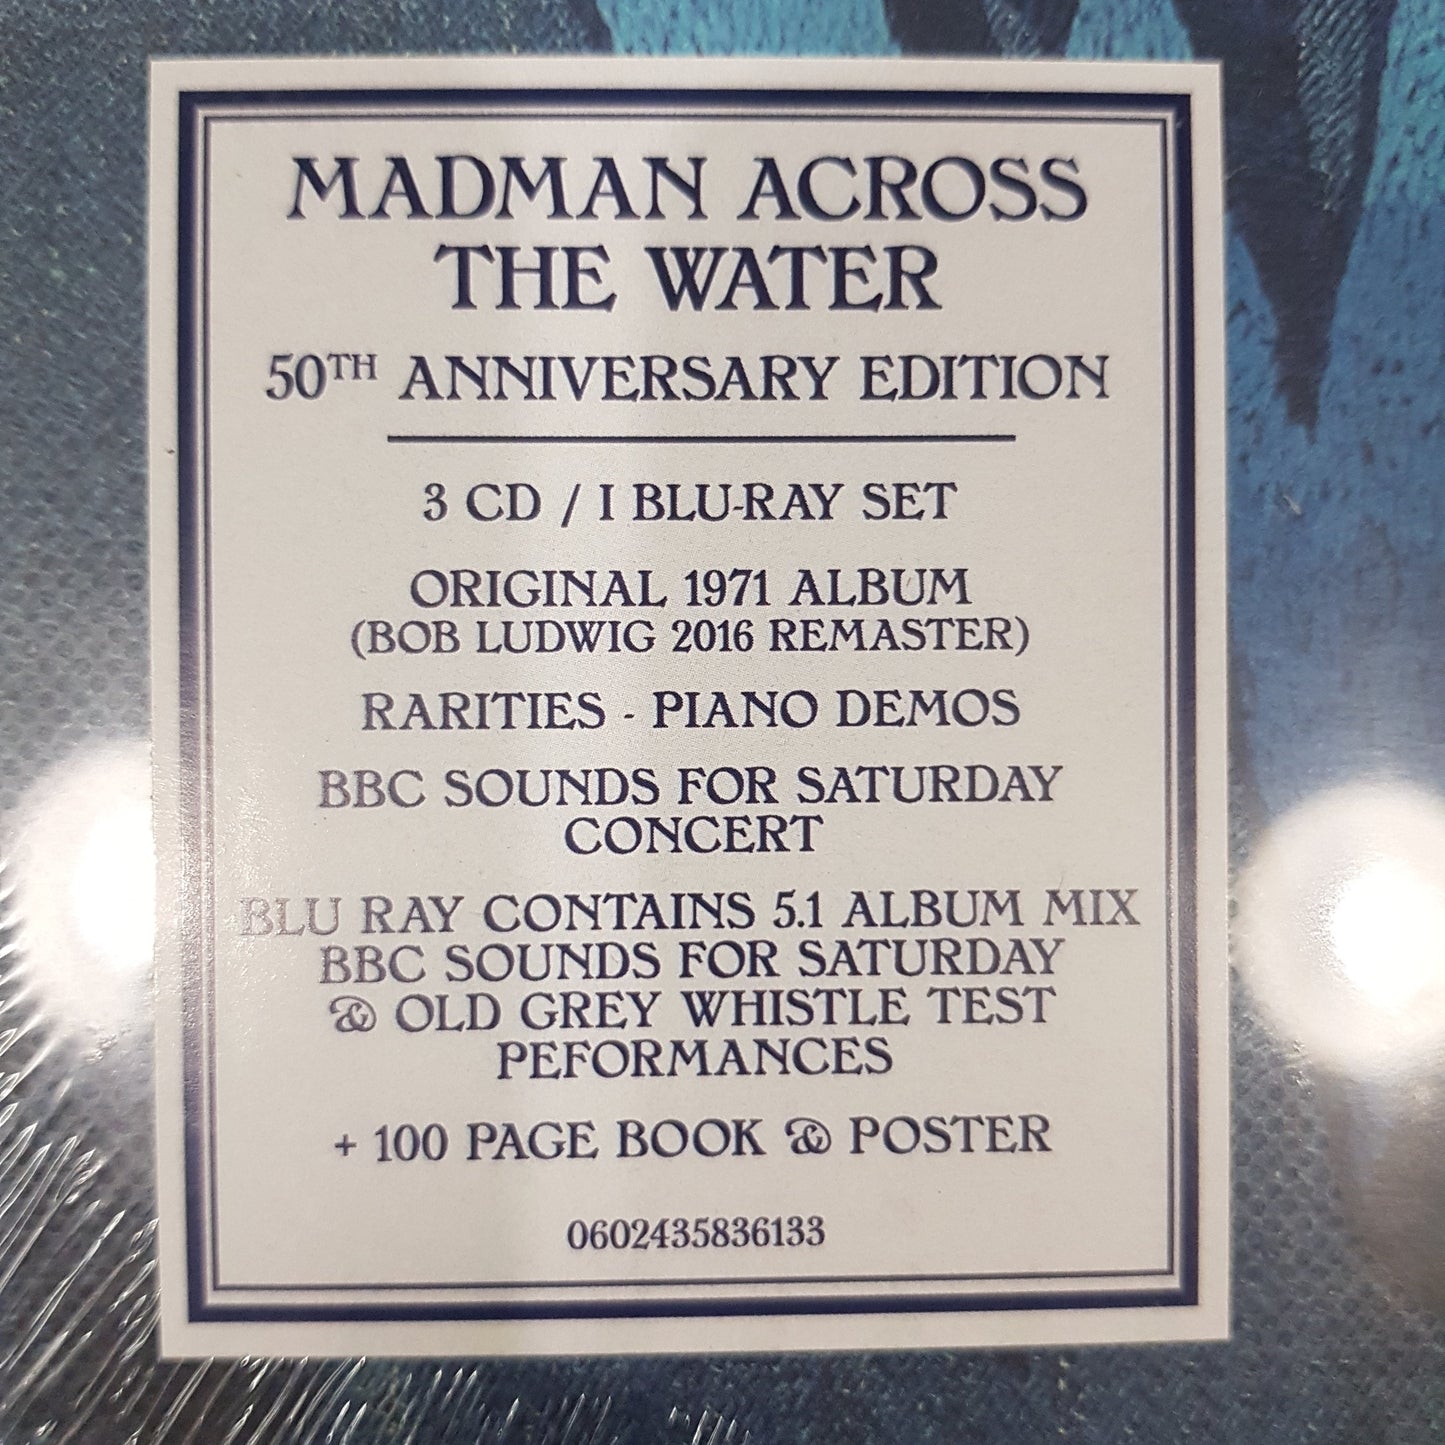 MADMAN ACROSS
THE WATER
50TH ANNIVERSARY EDITION
3 CD / I BLU-RAY SET
ORIGINAL 1971 ALBUM
(BOB LUDWIG 2016 REMASTER)
RARITIES - PIANO DEMOS
BBC SOUNDS FOR SATURDAY
CONCERT
BLU RAY CONTAINS 5.1 ALBUM MIX
BBC SOUNDS FOR SATURDAY
& OLD GREY WHISTLE TEST
PEFORMANCES
+ 100 PAGE BOOK & POSTER
0602435836133